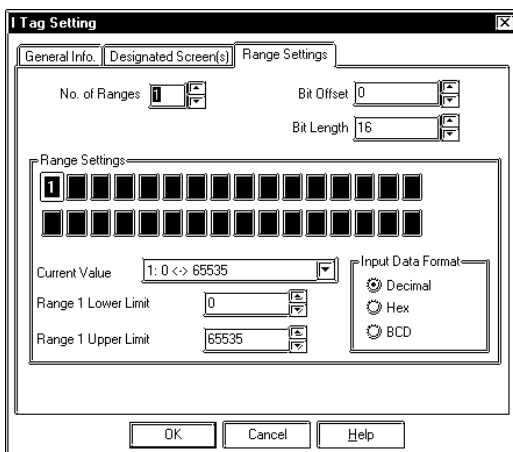 I Tag Setting
General Info. Designated Screen(s) Range Settings
No. of Ranges 1 Bit Offset 0
Bit Length 16
Range Settings
1
Current Value 1: 0 <-> 65535 Input Data Format
Decimal
Range 1 Lower Limit 0 Hex
Range 1 Upper Limit 65535 BCD
OK Cancel Help